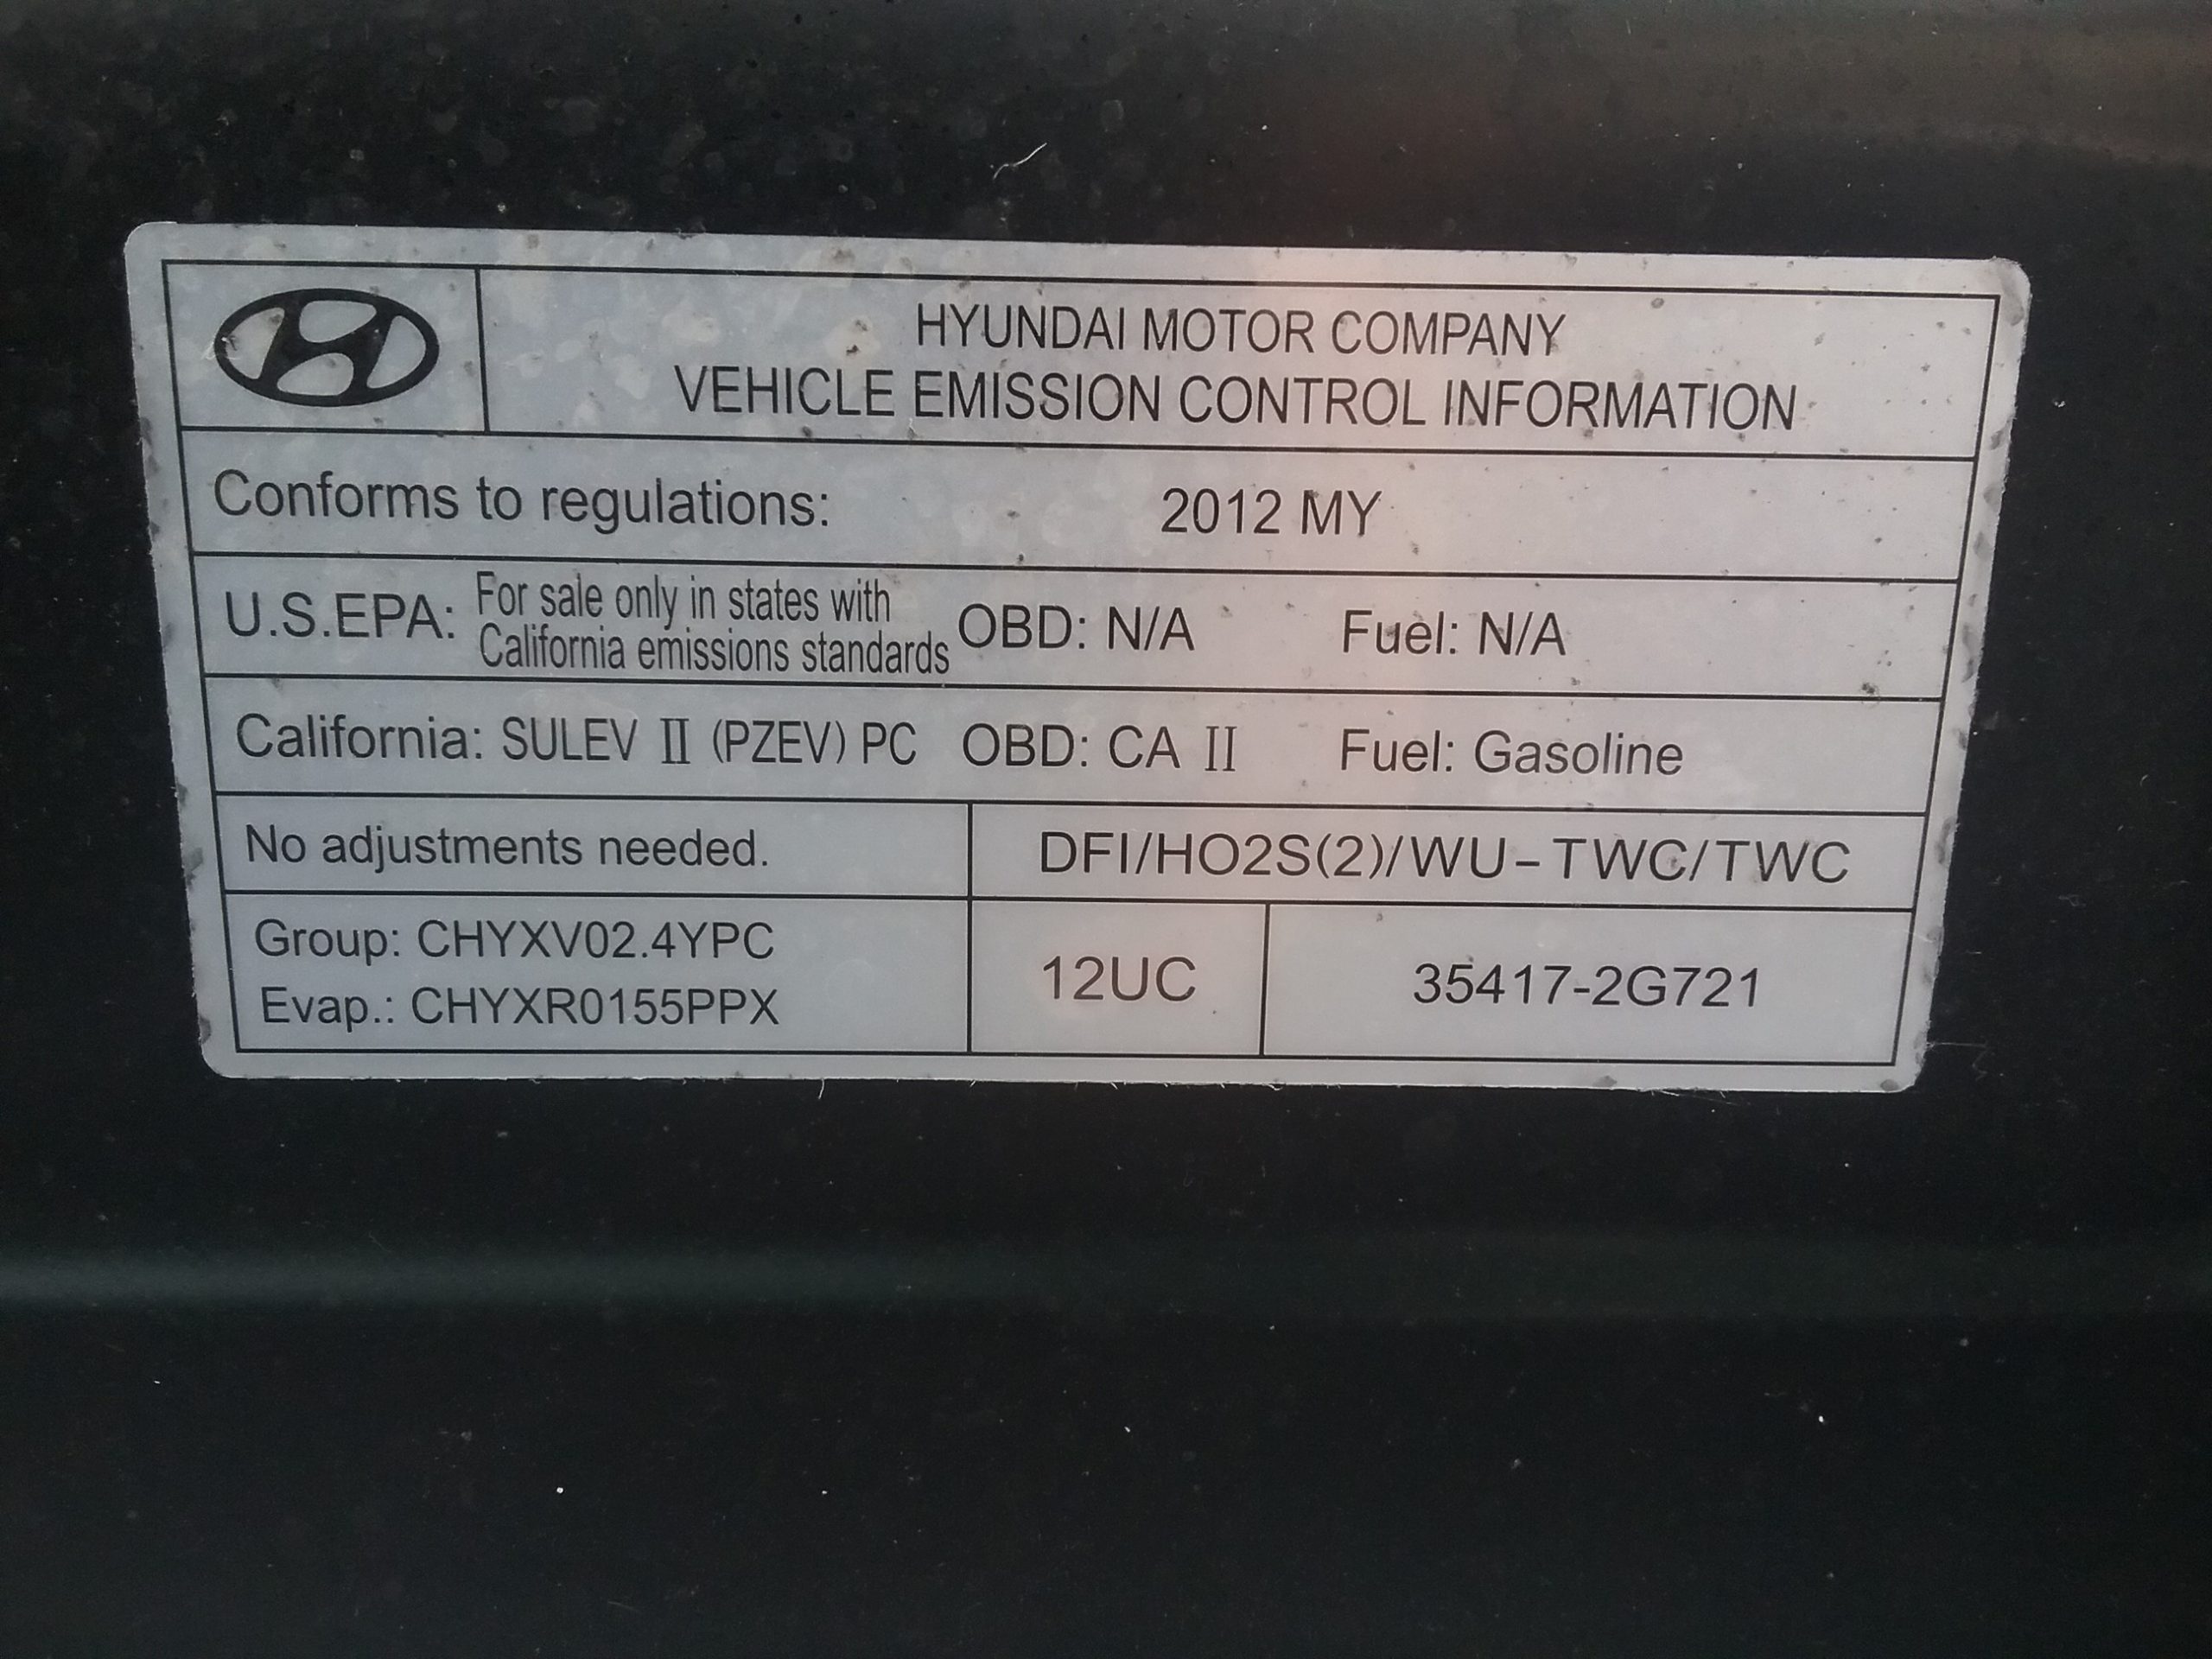 HYUNDAI MOTOR COMPANY
VEHICLE EMISSION CONTROL INFORMATION
Conforms to regulations: 2012 MY
U.S.EPA: For sale only in states with
California emissions standards OBD: N/A Fuel: N/A
California: SULEV II (PZEV) PC OBD: CA II Fuel: Gasoline
No adjustments needed. DFI/HO2S(2)/WU-TWC/TWC
Group: CHYXV02.4YPC
Evap.: CHYXR0155PPX
12UC 35417-2G721